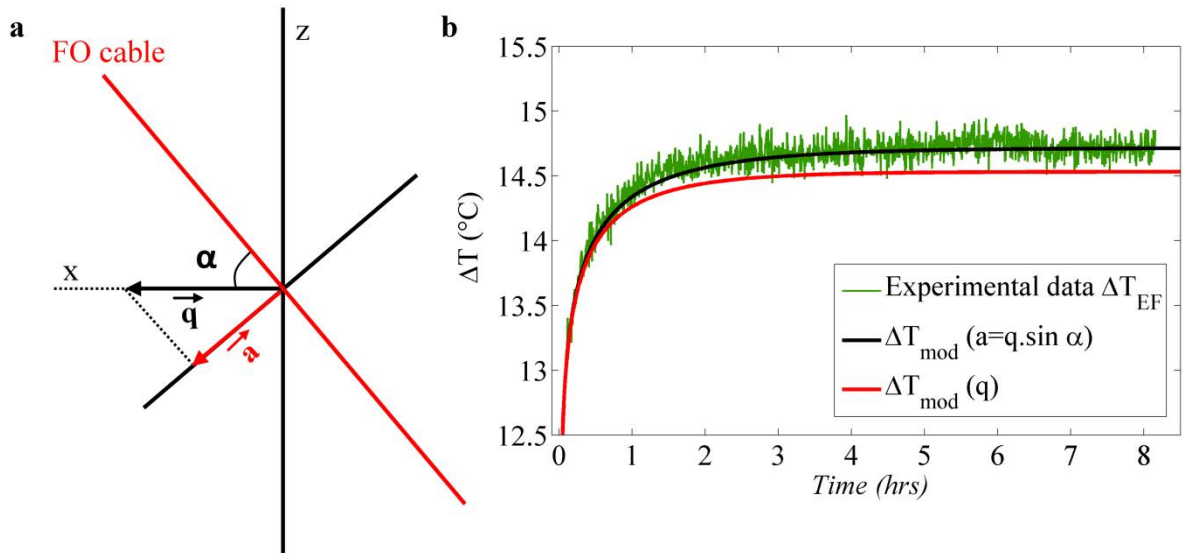 a
z
FO cable
α
x
q
a
b
15.5
15
14.5
14
13.5
13
12.5
ΔT (°C)
0 1 2 3 4 5 6 7 8
Time (hrs)
Experimental data ΔT_EF
ΔT_mod (a=q.sin α)
ΔT_mod (q)